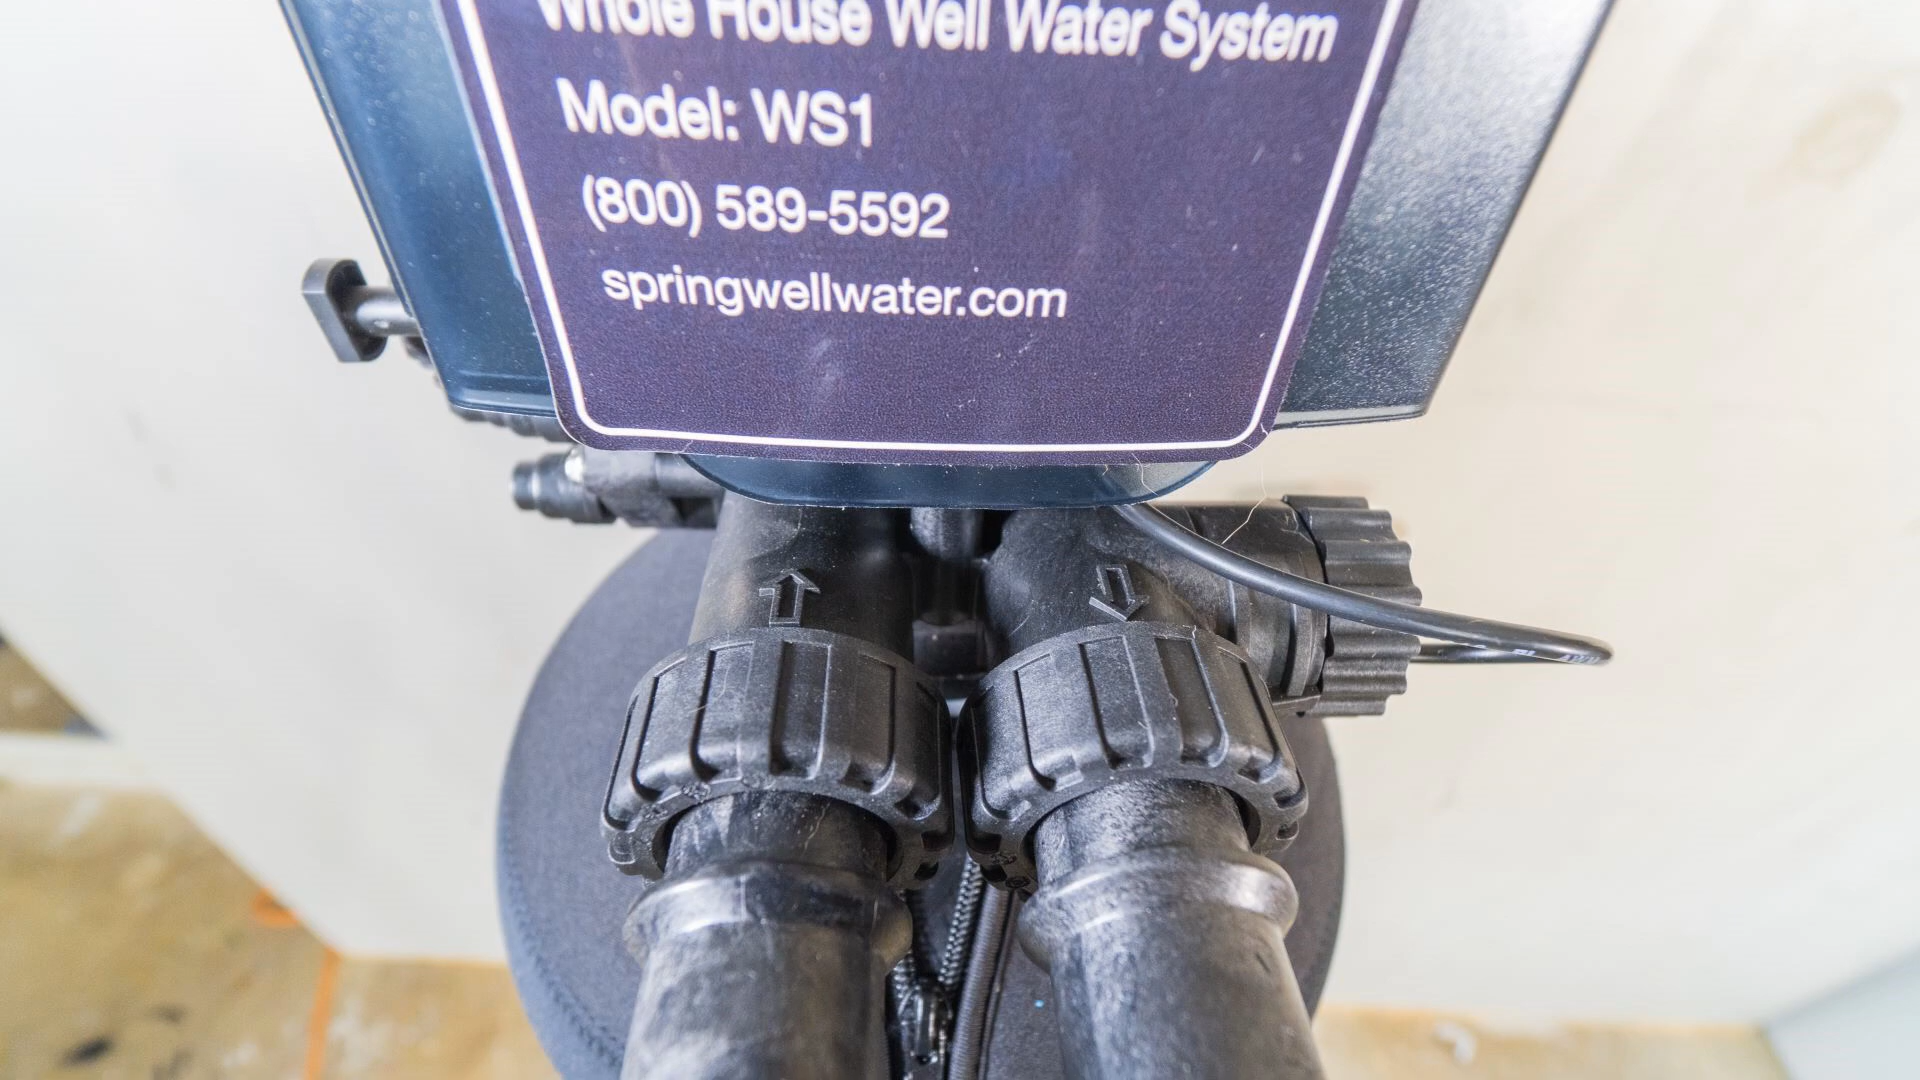 Whole House Well Water System
Model: WS1
(800) 589-5592
springwellwater.com